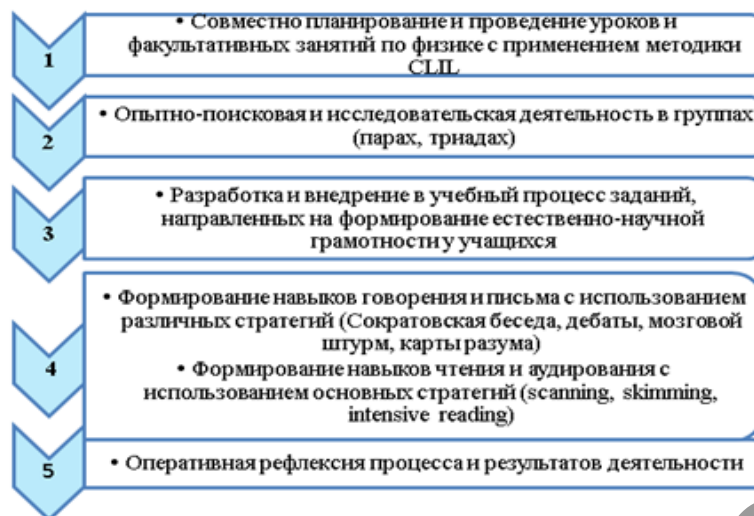 1
• Совместно планирование и проведение уроков и
факультативных занятий по физике с применением методики
CLIL
2
• Опытно-поисковая и исследовательская деятельность в группах
(парах, триадах)
3
• Разработка и внедрение в учебный процесс заданий,
направленных на формирование естественно-научной
грамотности у учащихся
4
• Формирование навыков говорения и письма с использованием
различных стратегий (Сократовская беседа, дебаты, мозговой
штурм, карты разума)
• Формирование навыков чтения и аудирования с
использованием основных стратегий (scanning, skimming,
intensive reading)
5
• Оперативная рефлексия процесса и результатов деятельности